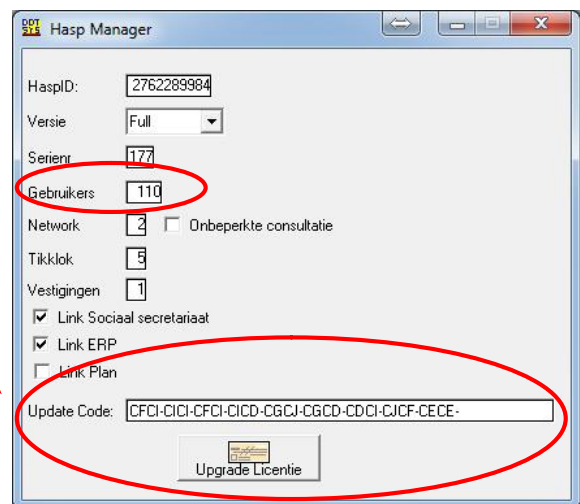 DDT SYS Hasp Manager
HaspID: 2762289984
Versie Full
Serienr 177
Gebruikers 110
Network 2 Onbeperkte consultatie
Tikklok 5
Vestigingen 1
Link Sociaal secretariaat
Link ERP
Link Plan
Update Code: CFCI-CICI-CFCI-CICD-CGCJ-CGCD-CDCI-CJCF-CECE-
Upgrade Licentie